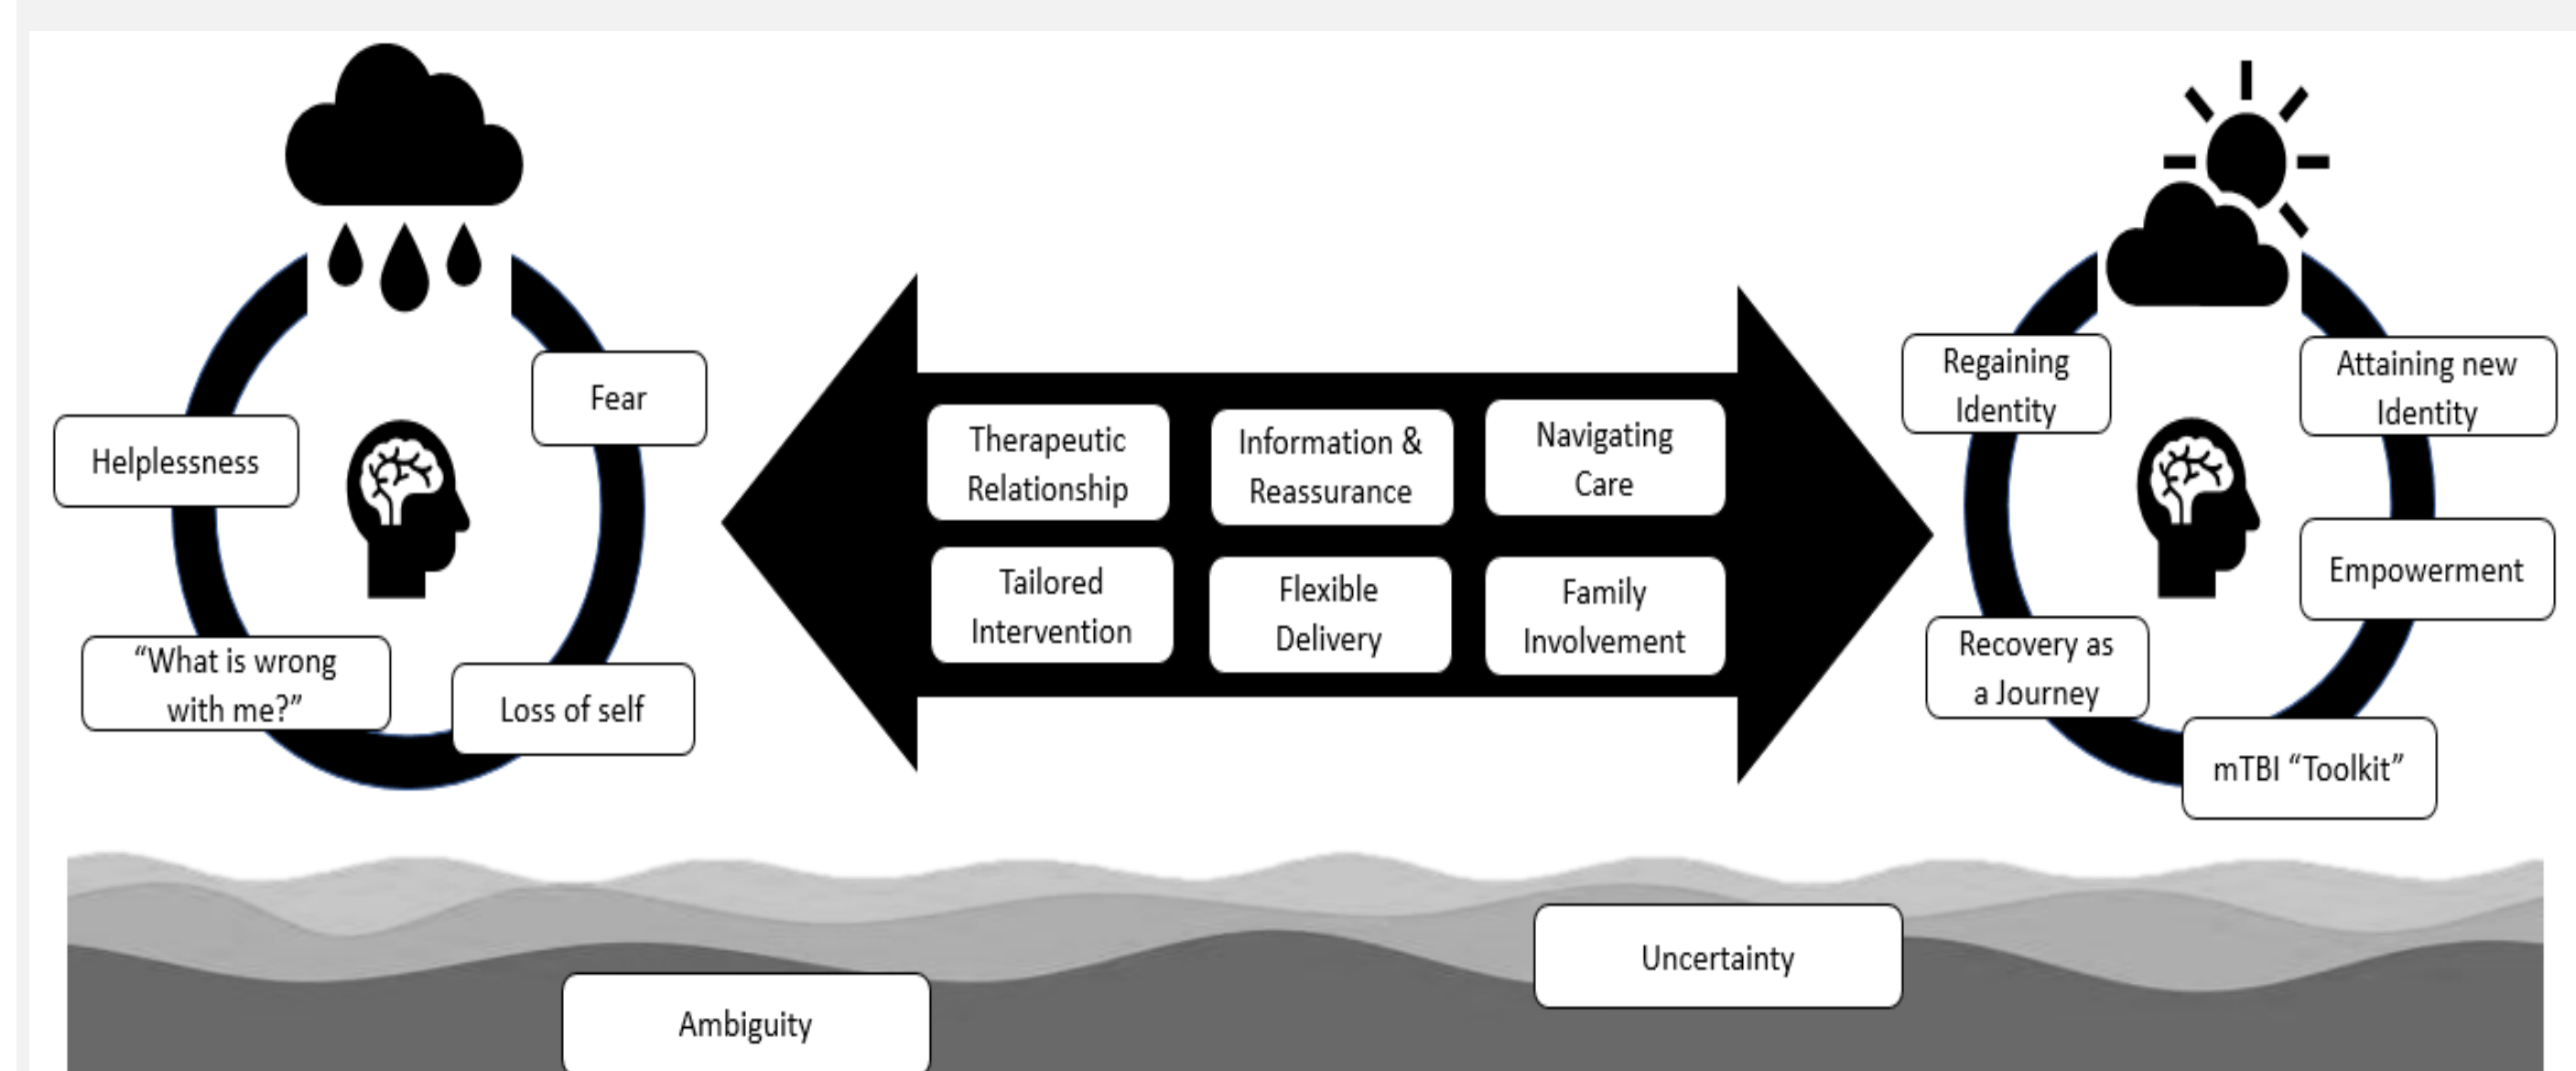 Fear
Helplessness
“What is wrong
with me?”
Loss of self
Therapeutic
Relationship
Information &
Reassurance
Navigating
Care
Tailored
Intervention
Flexible
Delivery
Family
Involvement
Regaining
Identity
Attaining new
Identity
Empowerment
Recovery as
a Journey
mTBI “Toolkit”
Uncertainty
Ambiguity